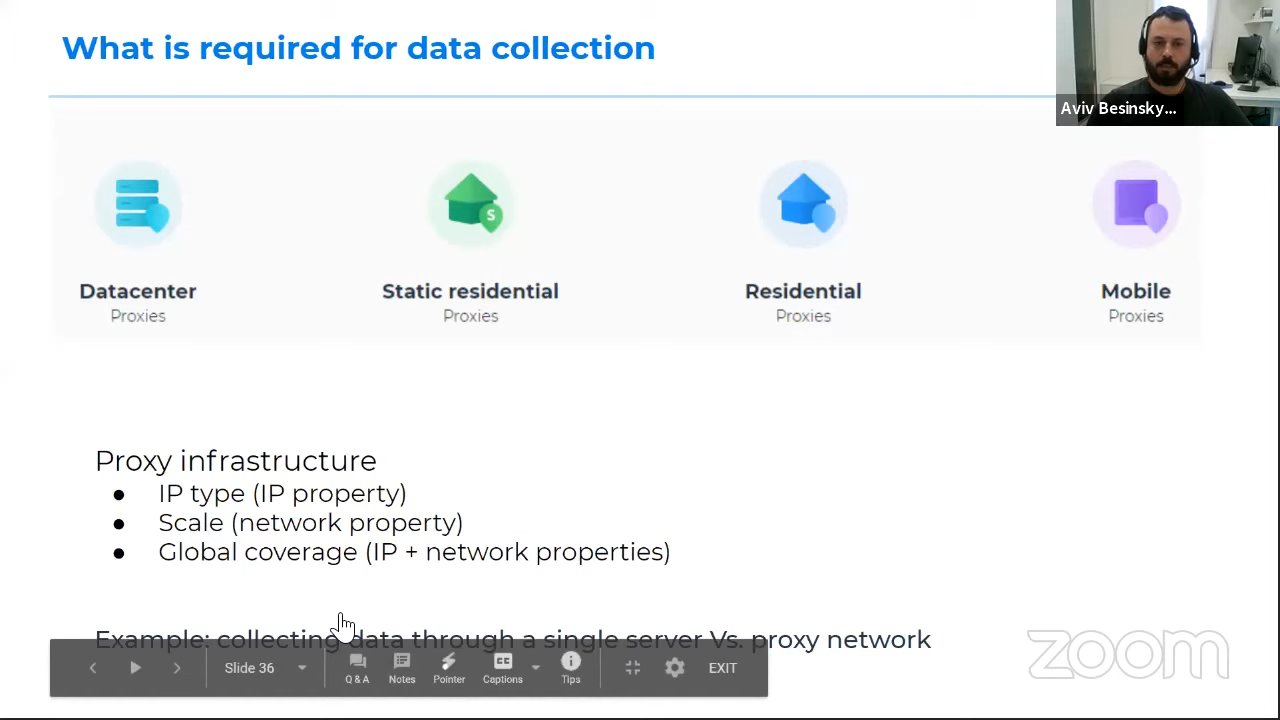 What is required for data collection
Aviv Besinsky...
S
Datacenter
Proxies
Static residential
Proxies
Residential
Proxies
Mobile
Proxies
Proxy infrastructure
● IP type (IP property)
● Scale (network property)
● Global coverage (IP + network properties)
Example: collecting data through a single server Vs. proxy network
Slide 36
Q & A
Notes
Pointer
CC
Captions
Tips
EXIT
zoom